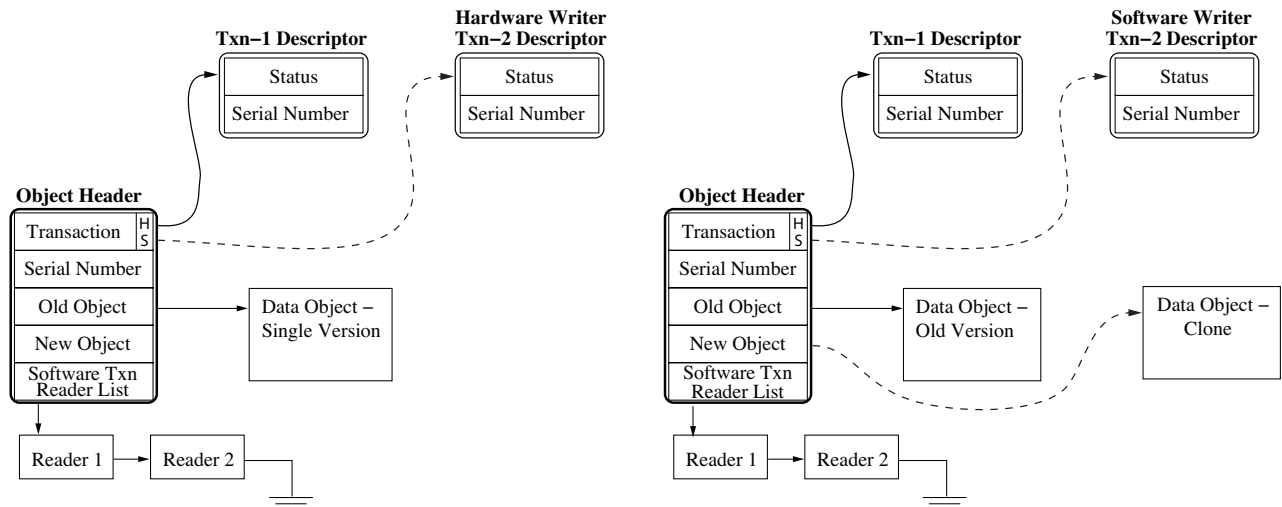 Hardware Writer
Txn−1 Descriptor
Txn−2 Descriptor
Status
Serial Number
Status
Serial Number
Object Header
Transaction
H
S
Serial Number
Old Object
New Object
Software Txn
Reader List
Data Object −
Single Version
Reader 1
Reader 2
Software Writer
Txn−1 Descriptor
Txn−2 Descriptor
Status
Serial Number
Status
Serial Number
Object Header
Transaction
H
S
Serial Number
Old Object
New Object
Software Txn
Reader List
Data Object −
Old Version
Data Object −
Clone
Reader 1
Reader 2